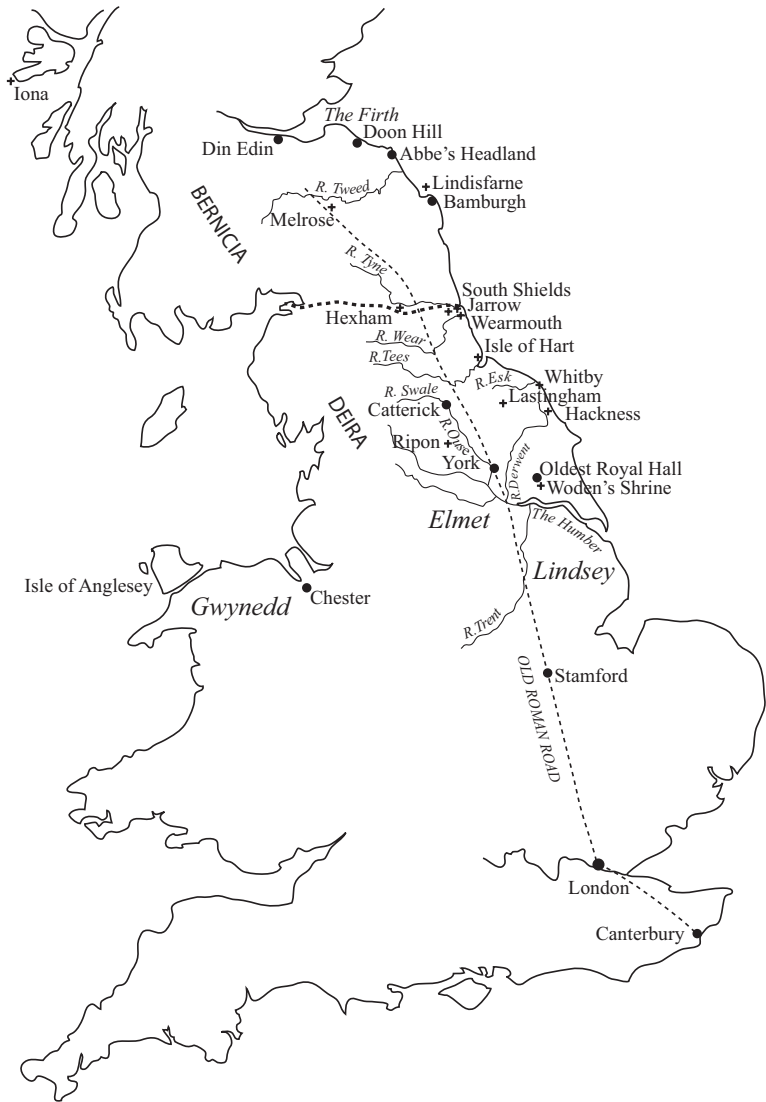 Iona
The Firth
Doon Hill
Din Edin
Abbe's Headland
R. Tweed
Lindisfarne
Bamburgh
Melrose
BERNICIA
R. Tyne
South Shields
Jarrow
Hexham
Wearmouth
R. Wear
Isle of Hart
R.Tees
R.Esk
Whitby
R. Swale
Lastingham
Catterick
Hackness
DEIRA
R.Ouse
Ripon
York
R.Derwent
Oldest Royal Hall
Woden's Shrine
Elmet
The Humber
Lindsey
Isle of Anglesey
Gwynedd
Chester
R.Trent
Stamford
OLD ROMAN ROAD
London
Canterbury